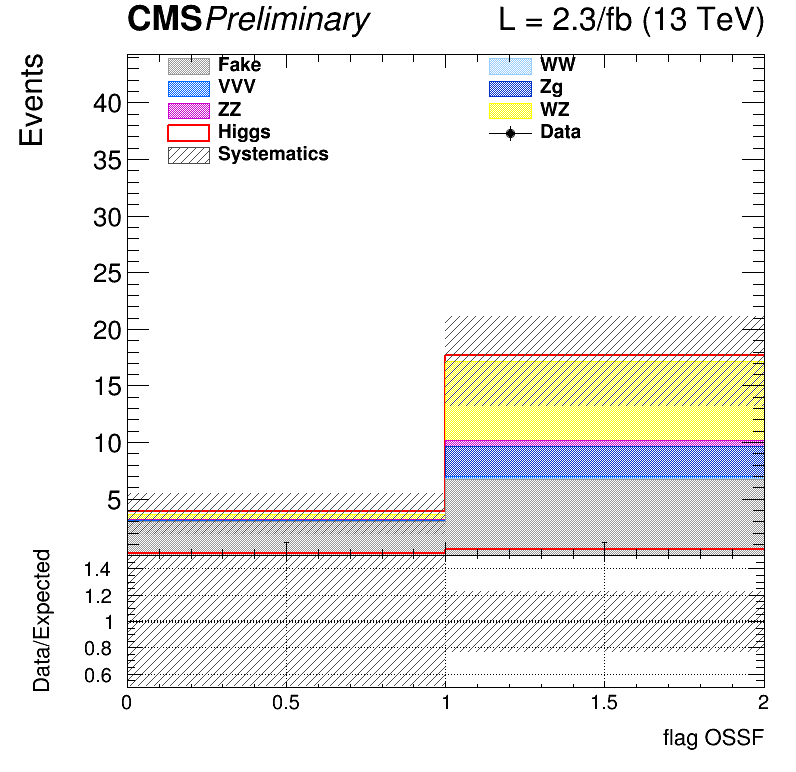 CMS Preliminary L = 2.3/fb (13 TeV)
Events
Fake WW
VVV Zg
ZZ WZ
Higgs Data
Systematics
40
35
30
25
20
15
10
5
Data/Expected
1.4
1.2
1
0.8
0.6
0 0.5 1 1.5 2
flag OSSF